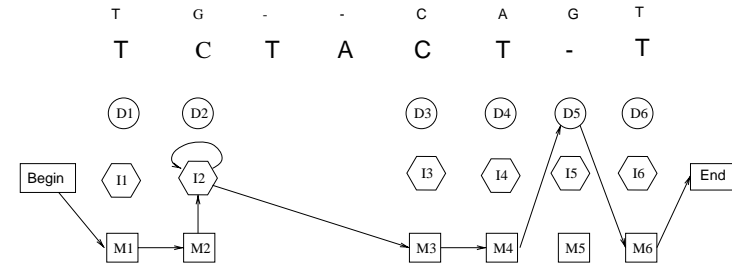 T G - - C A G T
T C T A C T - T
D1 D2 D3 D4 D5 D6
Begin I1 I2 I3 I4 I5 I6 End
M1 M2 M3 M4 M5 M6